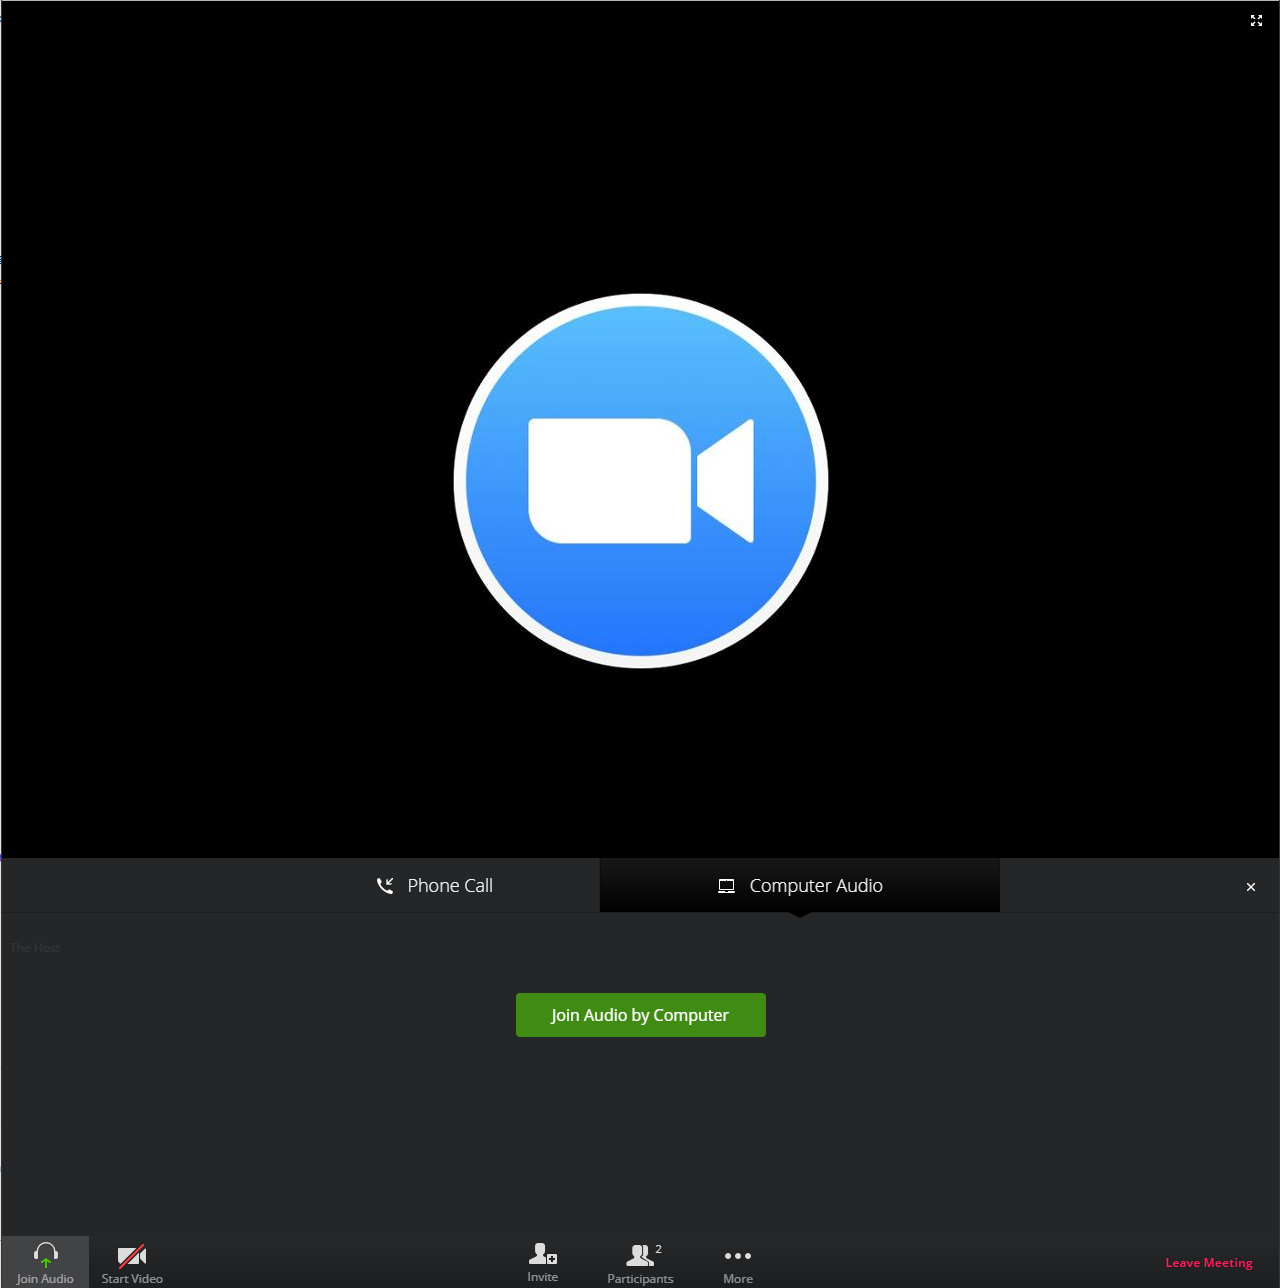 Phone Call
Computer Audio
The Host
Join Audio by Computer
Join Audio
Start Video
Invite
Participants
2
More
Leave Meeting